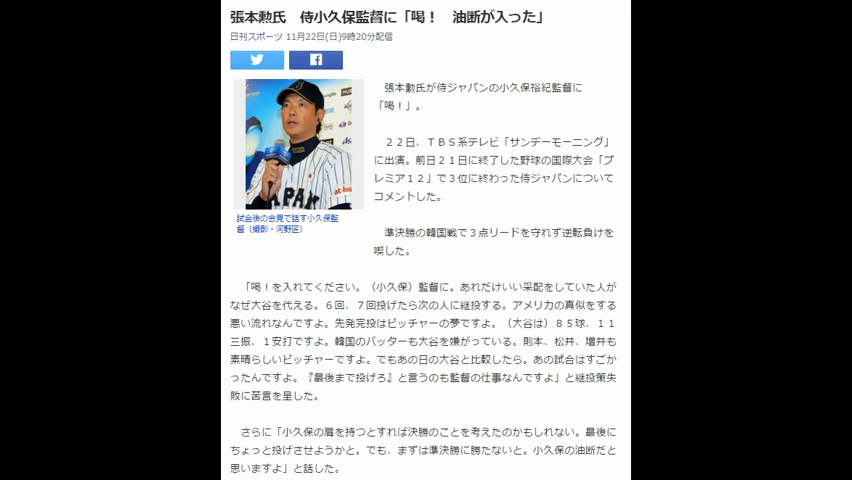 張本勲氏　侍小久保監督に「喝！　油断が入った」
日刊スポーツ 11月22日(日)9時20分配信
張本勲氏が侍ジャパンの小久保裕紀監督に
「喝！」。
２２日、ＴＢＳ系テレビ「サンデーモーニング」
に出演。前日２１日に終了した野球の国際大会「プ
レミア１２」で３位に終わった侍ジャパンについて
コメントした。
試合後の会見で話す小久保監
督（撮影・河野匠）
準決勝の韓国戦で３点リードを守れず逆転負けを
喫した。
「喝！を入れてください。（小久保）監督に。あれだけいい采配をしていた人が
なぜ大谷を代える。６回、７回投げたら次の人に継投する。アメリカの真似をする
悪い流れなんですよ。先発完投はピッチャーの夢ですよ。（大谷は）８５球、１１
三振、１安打ですよ。韓国のバッターも大谷を嫌がっている。則本、松井、増井も
素晴らしいピッチャーですよ。でもあの日の大谷と比較したら。あの試合はすごか
ったんですよ。『最後まで投げろ』と言うのも監督の仕事なんですよ」と継投策失
敗に苦言を呈した。
さらに「小久保の肩を持つとすれば決勝のことを考えたのかもしれない。最後に
ちょっと投げさせようかと。でも、まずは準決勝に勝たないと。小久保の油断だと
思いますよ」と話した。
JAPAN
at ho